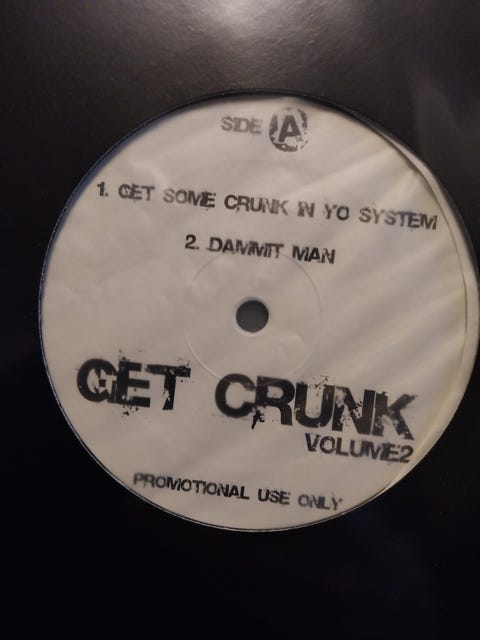 SIDE A
1. GET SOME CRUNK IN YO SYSTEM
2. DAMMIT MAN
GET CRUNK
VOLUME2
PROMOTIONAL USE ONLY